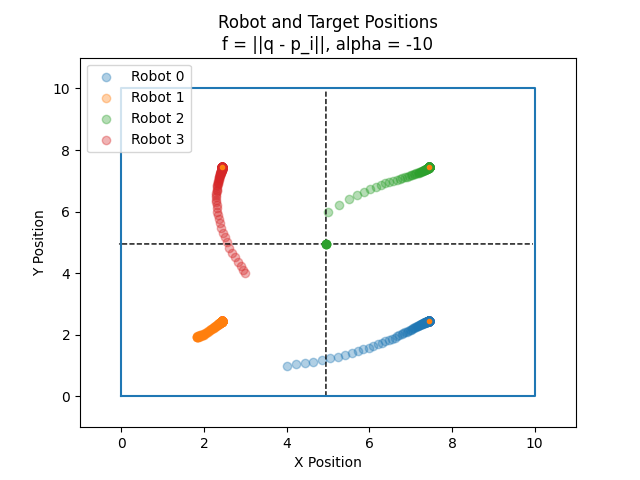 Robot and Target Positions
f = ||q - p_i||, alpha = -10
Robot 0
Robot 1
Robot 2
Robot 3
Y Position
10
8
6
4
2
0
0 2 4 6 8 10
X Position